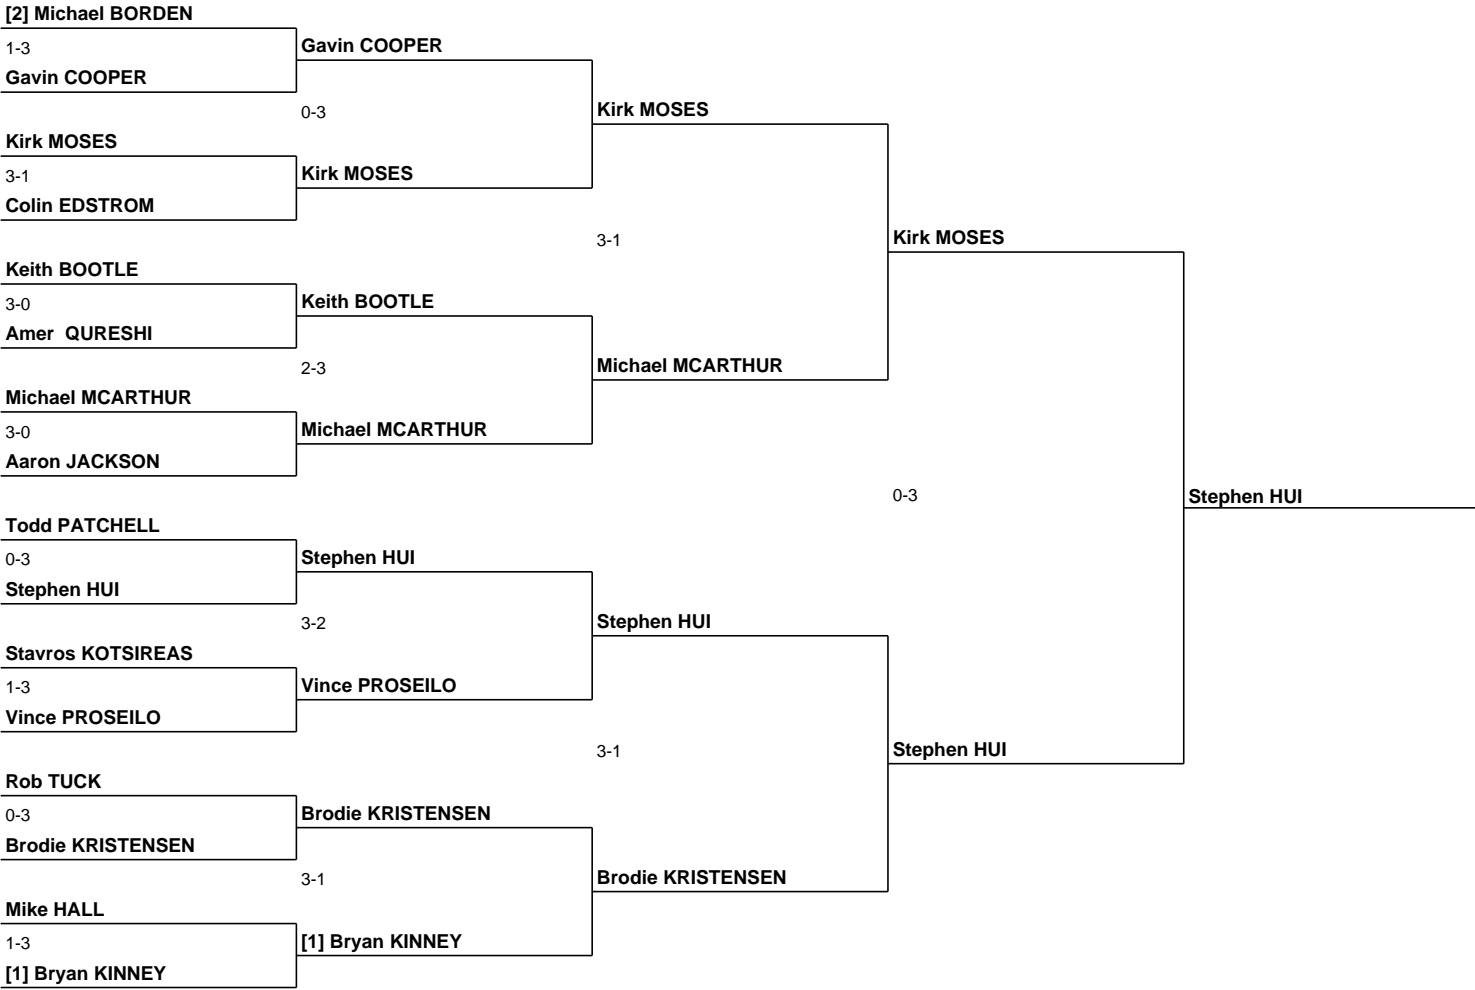 [2] Michael BORDEN
1-3
Gavin COOPER
Kirk MOSES
3-1
Colin EDSTROM
Keith BOOTLE
3-0
Amer  QURESHI
Michael MCARTHUR
3-0
Aaron JACKSON
Todd PATCHELL
0-3
Stephen HUI
Stavros KOTSIREAS
1-3
Vince PROSEILO
Rob TUCK
0-3
Brodie KRISTENSEN
Mike HALL
1-3
[1] Bryan KINNEY
Gavin COOPER
0-3
Kirk MOSES
Keith BOOTLE
2-3
Michael MCARTHUR
Stephen HUI
3-2
Vince PROSEILO
Brodie KRISTENSEN
3-1
[1] Bryan KINNEY
Kirk MOSES
3-1
Michael MCARTHUR
Stephen HUI
3-1
Brodie KRISTENSEN
Kirk MOSES
0-3
Stephen HUI
Stephen HUI